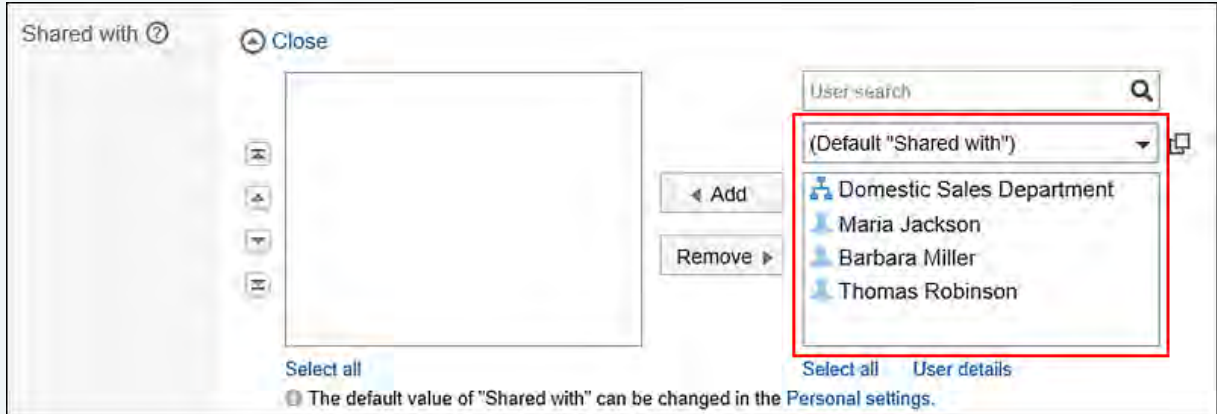 Shared with
Close
User search
(Default "Shared with")
Add
Remove
Domestic Sales Department
Maria Jackson
Barbara Miller
Thomas Robinson
Select all
Select all User details
The default value of "Shared with" can be changed in the Personal settings.